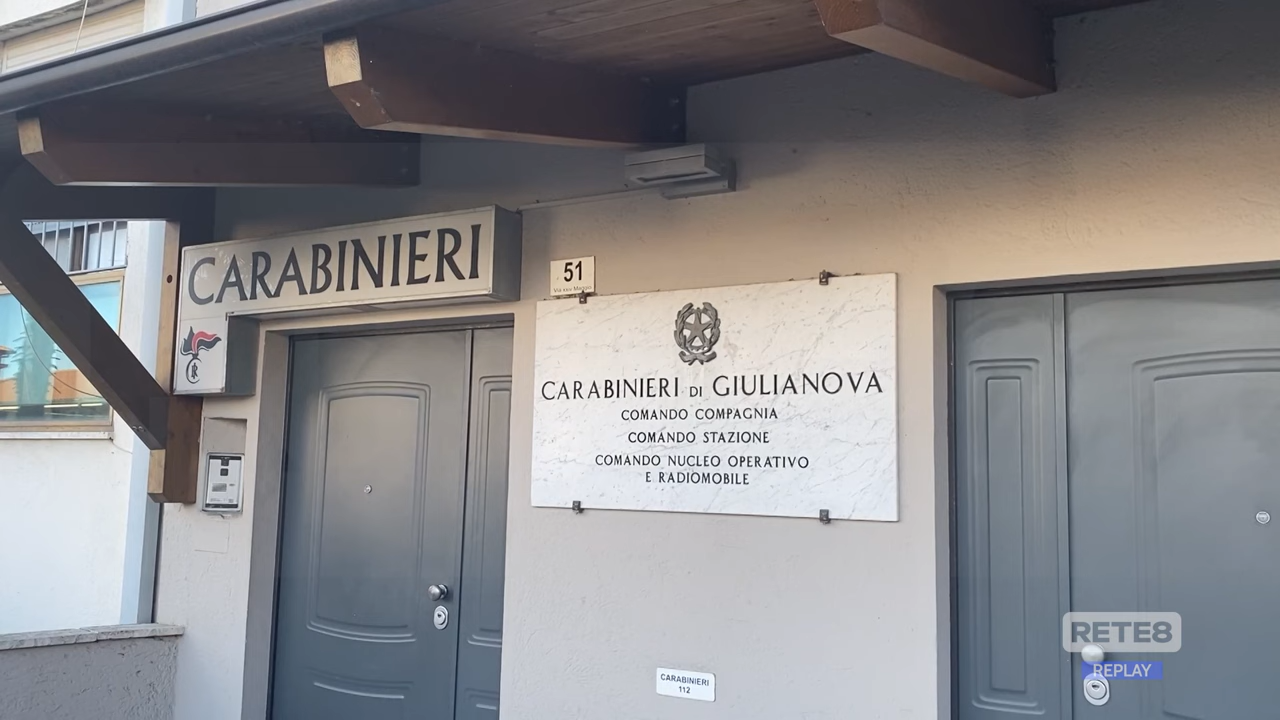 CARABINIERI
51
CARABINIERI DI GIULIANOVA
COMANDO COMPAGNIA
COMANDO STAZIONE
COMANDO NUCLEO OPERATIVO
E RADIOMOBILE
CARABINIERI
112
RETE8
REPLAY